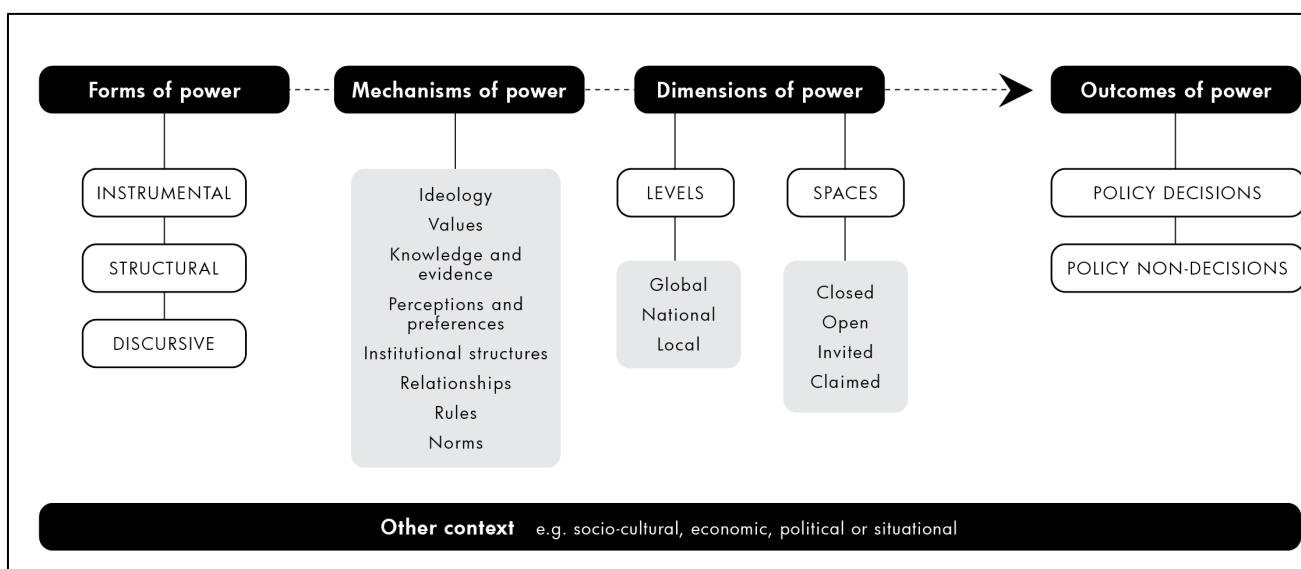 Forms of power
Mechanisms of power
Dimensions of power
Outcomes of power
INSTRUMENTAL
STRUCTURAL
DISCURSIVE
Ideology
Values
Knowledge and
evidence
Perceptions and
preferences
Institutional structures
Relationships
Rules
Norms
LEVELS
Global
National
Local
SPACES
Closed
Open
Invited
Claimed
POLICY DECISIONS
POLICY NON-DECISIONS
Other context e.g. socio-cultural, economic, political or situational